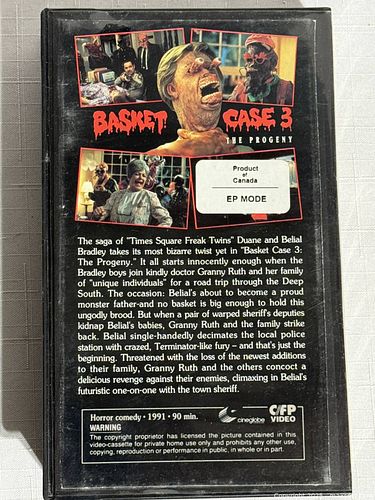 BASKET CASE 3
THE PROGENY
Product
of
Canada
EP MODE
The saga of "Times Square Freak Twins" Duane and Belial
Bradley takes its most bizarre twist yet in "Basket Case 3:
The Progeny." It all starts innocently enough when the
Bradley boys join kindly doctor Granny Ruth and her family
of "unique individuals" for a road trip through the Deep
South. The occasion: Belial's about to become a proud
monster father-and no basket is big enough to hold this
ungodly brood. But when a pair of warped sheriff's deputies
kidnap Belial's babies, Granny Ruth and the family strike
back. Belial single-handedly decimates the local police
station with crazed, Terminator-like fury – and that's just the
beginning. Threatened with the loss of the newest additions
to their family, Granny Ruth and the others concoct a
delicious revenge against their enemies, climaxing in Belial's
futuristic one-on-one with the town sheriff.
Horror comedy • 1991 • 90 min.
WARNING
cineglobe
C/FP
VIDEO
The copyright proprietor has licensed the picture contained in this
video-cassette for private home use only and prohibits any other use,
copying, reproduction or performance in public, in whole or in part.